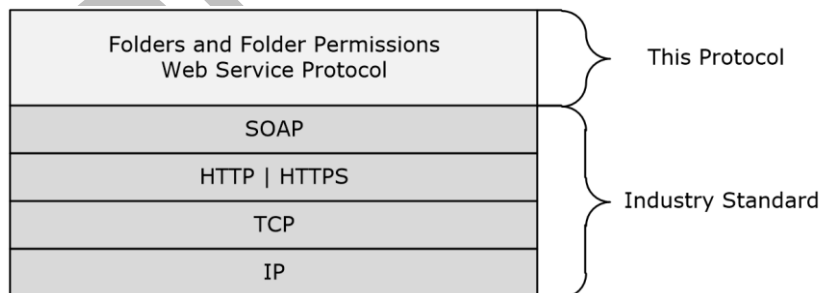 Folders and Folder Permissions
Web Service Protocol
This Protocol
SOAP
HTTP | HTTPS
TCP
IP
Industry Standard